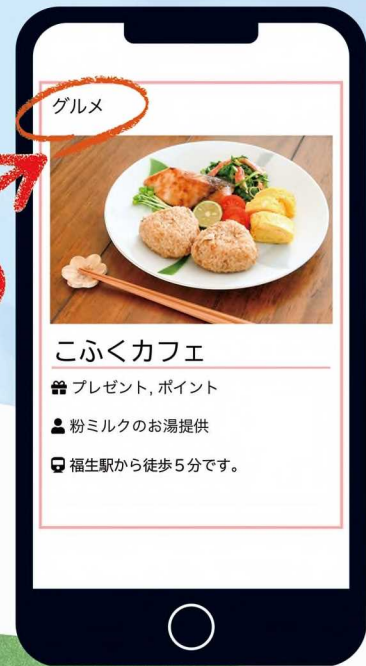 グルメ
こふくカフェ
プレゼント, ポイント
粉ミルクのお湯提供
福生駅から徒歩5分です。